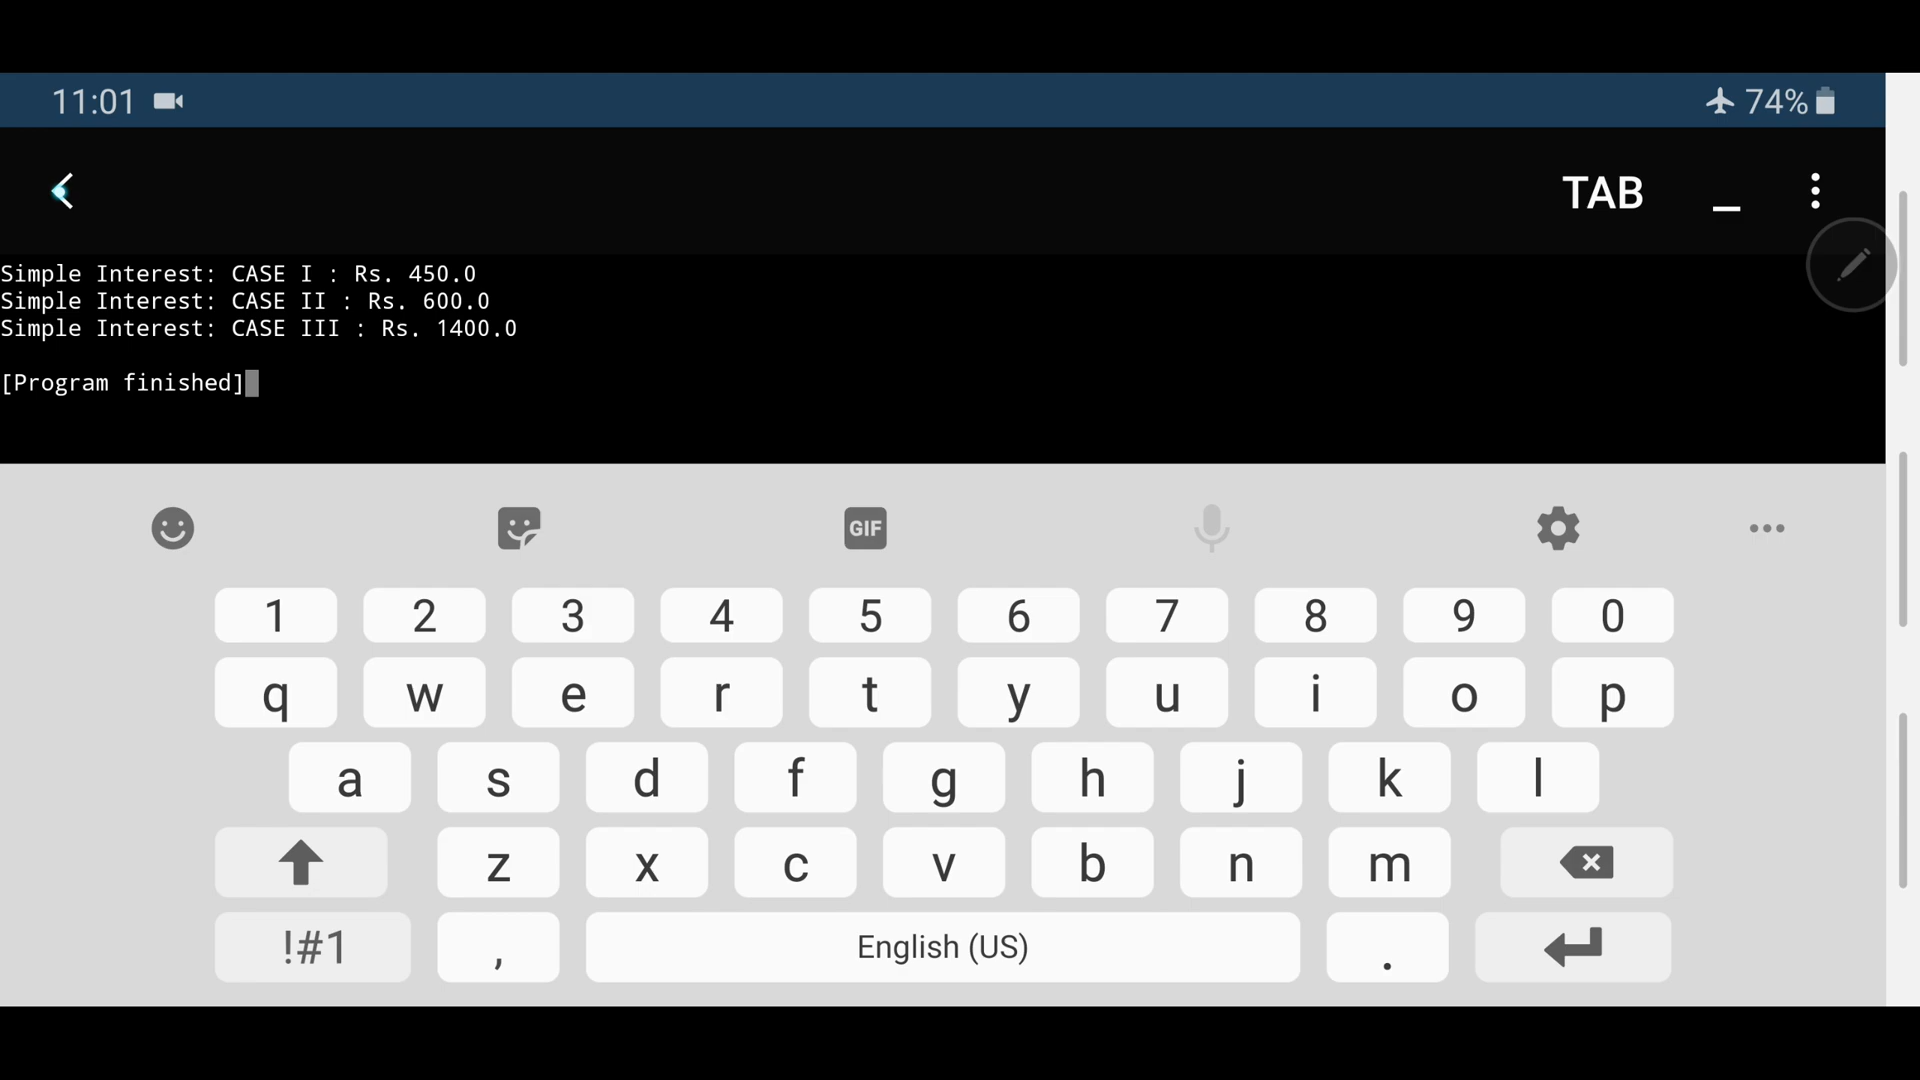 11:01
74%
TAB _
Simple Interest: CASE I : Rs. 450.0
Simple Interest: CASE II : Rs. 600.0
Simple Interest: CASE III : Rs. 1400.0
[Program finished]
GIF
1 2 3 4 5 6 7 8 9 0
q w e r t y u i o p
a s d f g h j k l
z x c v b n m
!#1 , English (US) .